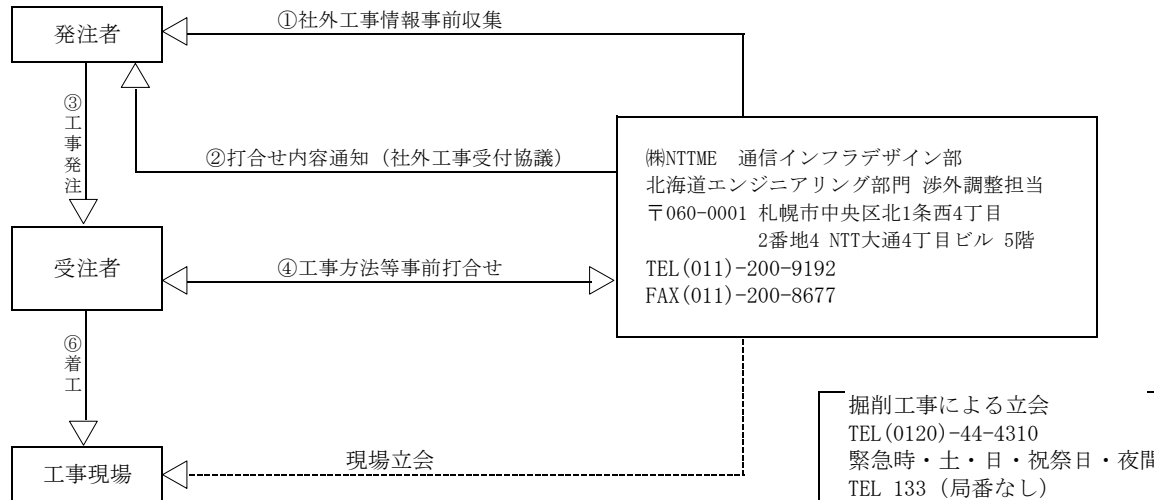 発注者
①社外工事情報事前収集
③工事発注
②打合せ内容通知（社外工事受付協議）
㈱NTTME　通信インフラデザイン部
北海道エンジニアリング部門 渉外調整担当
〒060-0001 札幌市中央区北1条西4丁目
2番地4 NTT大通4丁目ビル 5階
TEL(011)-200-9192
FAX(011)-200-8677
受注者
④工事方法等事前打合せ
⑥着工
工事現場
現場立会
掘削工事による立会
TEL(0120)-44-4310
緊急時・土・日・祝祭日・夜間
TEL 133 (局番なし)